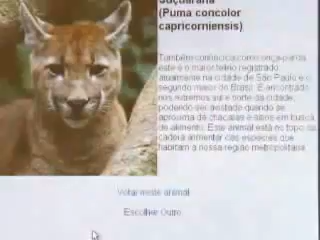 Suçuarana
(Puma concolor
capricorniensis)
Também conhecida como onça-parda
este é o maior felino registrado
atualmente na cidade de São Paulo e o
segundo maior do Brasil. É encontrado
nos extremos sul e norte da cidade,
podendo ser avistado quando se
aproxima de chácaras e sítios em busca
de alimento. Este animal está no topo da
cadeia alimentar das espécies que
habitam a nossa região metropolitana.
Votar neste animal
Escolher Outro